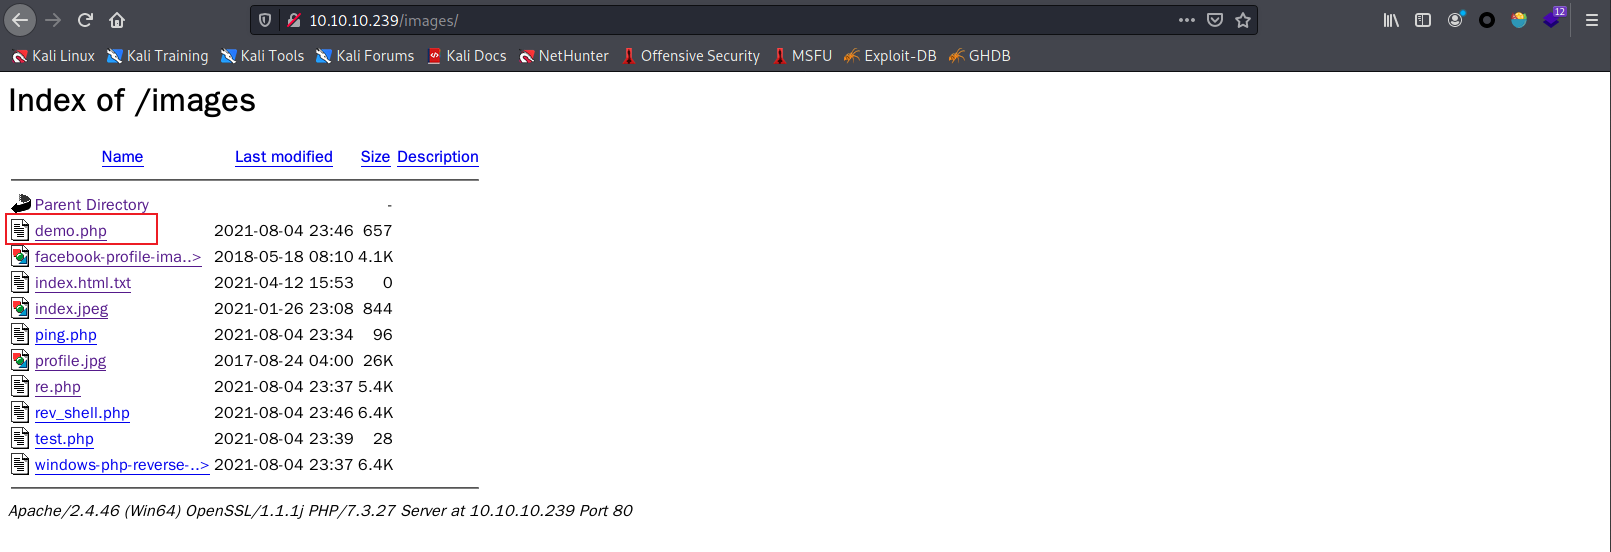 10.10.10.239/images/
12
Kali Linux Kali Training Kali Tools Kali Forums Kali Docs NetHunter Offensive Security MSFU Exploit-DB GHDB
Index of /images
Name Last modified Size Description
Parent Directory -
demo.php 2021-08-04 23:46 657
facebook-profile-ima..> 2018-05-18 08:10 4.1K
index.html.txt 2021-04-12 15:53 0
index.jpeg 2021-01-26 23:08 844
ping.php 2021-08-04 23:34 96
profile.jpg 2017-08-24 04:00 26K
re.php 2021-08-04 23:37 5.4K
rev_shell.php 2021-08-04 23:46 6.4K
test.php 2021-08-04 23:39 28
windows-php-reverse-..> 2021-08-04 23:37 6.4K
Apache/2.4.46 (Win64) OpenSSL/1.1.1j PHP/7.3.27 Server at 10.10.10.239 Port 80